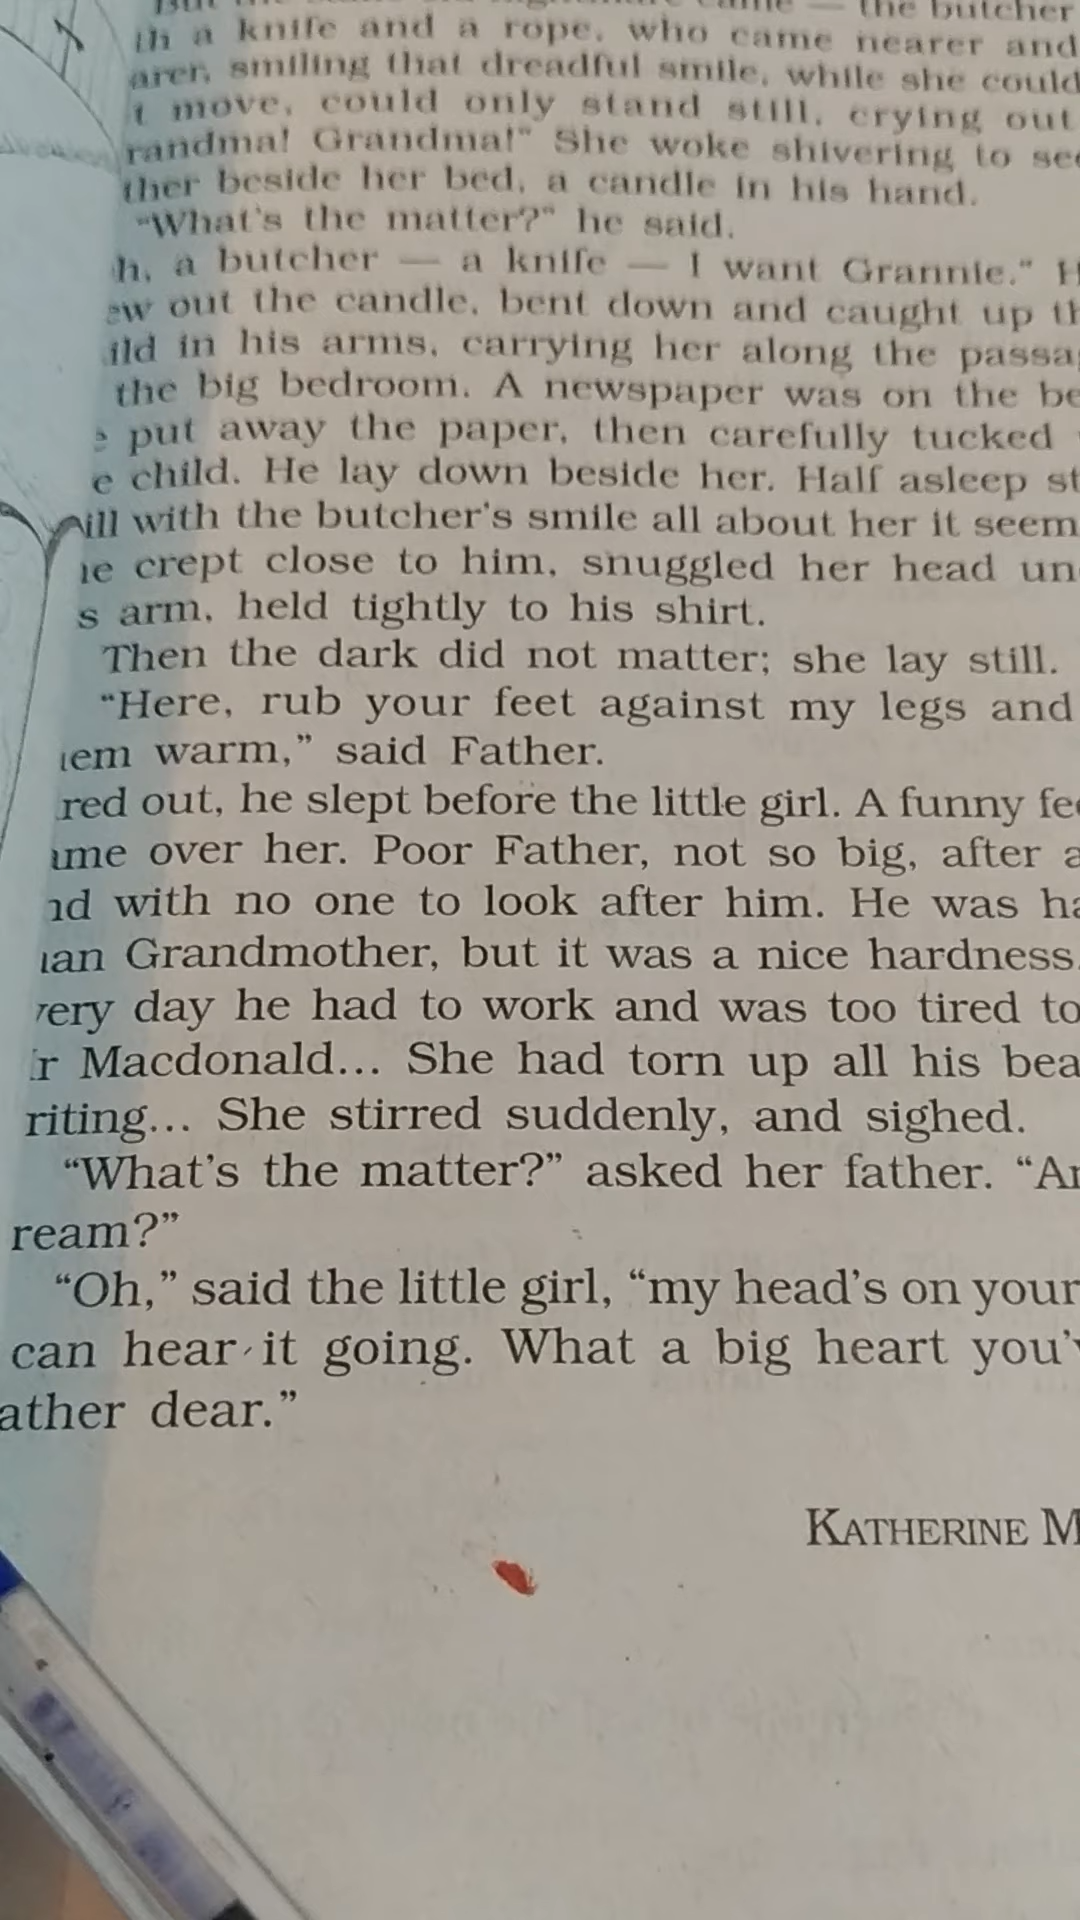 the butcher
th a knife and a rope, who came nearer and
arer, smiling that dreadful smile, while she could
t move, could only stand still, crying out
randma! Grandma!" She woke shivering to see
ther beside her bed, a candle in his hand.
"What's the matter?" he said.
h, a butcher — a knife — I want Grannie." H
ew out the candle, bent down and caught up th
ild in his arms, carrying her along the passa
the big bedroom. A newspaper was on the be
e put away the paper, then carefully tucked
e child. He lay down beside her. Half asleep st
ill with the butcher's smile all about her it seem
he crept close to him, snuggled her head un
s arm, held tightly to his shirt.
Then the dark did not matter; she lay still.
"Here, rub your feet against my legs and
em warm," said Father.
red out, he slept before the little girl. A funny fee
ame over her. Poor Father, not so big, after a
nd with no one to look after him. He was ha
an Grandmother, but it was a nice hardness.
very day he had to work and was too tired to
r Macdonald... She had torn up all his bea
riting... She stirred suddenly, and sighed.
"What's the matter?" asked her father. "Ar
ream?"
"Oh," said the little girl, "my head's on your
can hear it going. What a big heart you'v
ather dear."
KATHERINE M